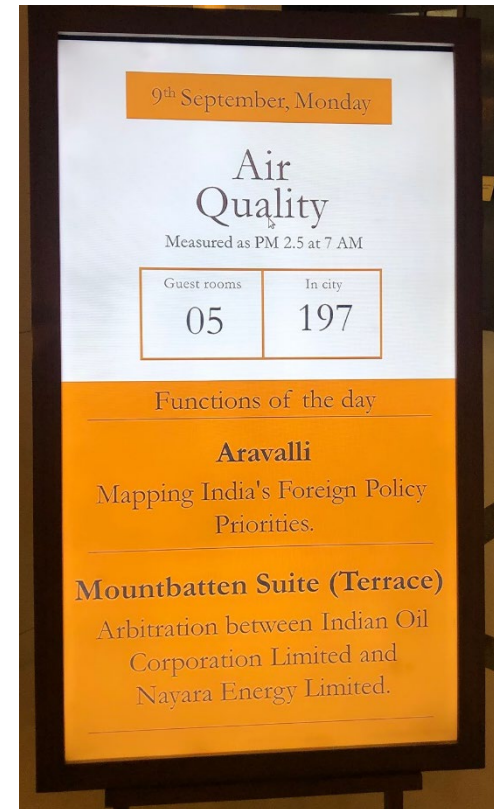 9th September, Monday
Air
Quality
Measured as PM 2.5 at 7 AM
Guest rooms
05
In city
197
Functions of the day
Aravalli
Mapping India's Foreign Policy
Priorities.
Mountbatten Suite (Terrace)
Arbitration between Indian Oil
Corporation Limited and
Nayara Energy Limited.